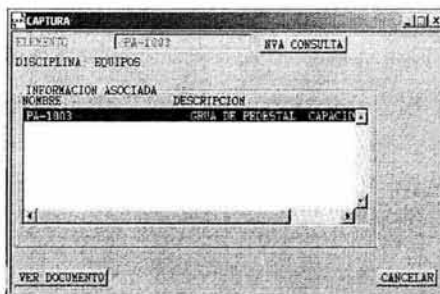 CAPTURA
ELEMENTO PA-1003 NVA CONSULTA
DISCIPLINA: EQUIPOS
INFORMACION ASOCIADA
NOMBRE DESCRIPCION
PA-1003 GRUA DE PEDESTAL CAPACID
VER DOCUMENTO CANCELAR